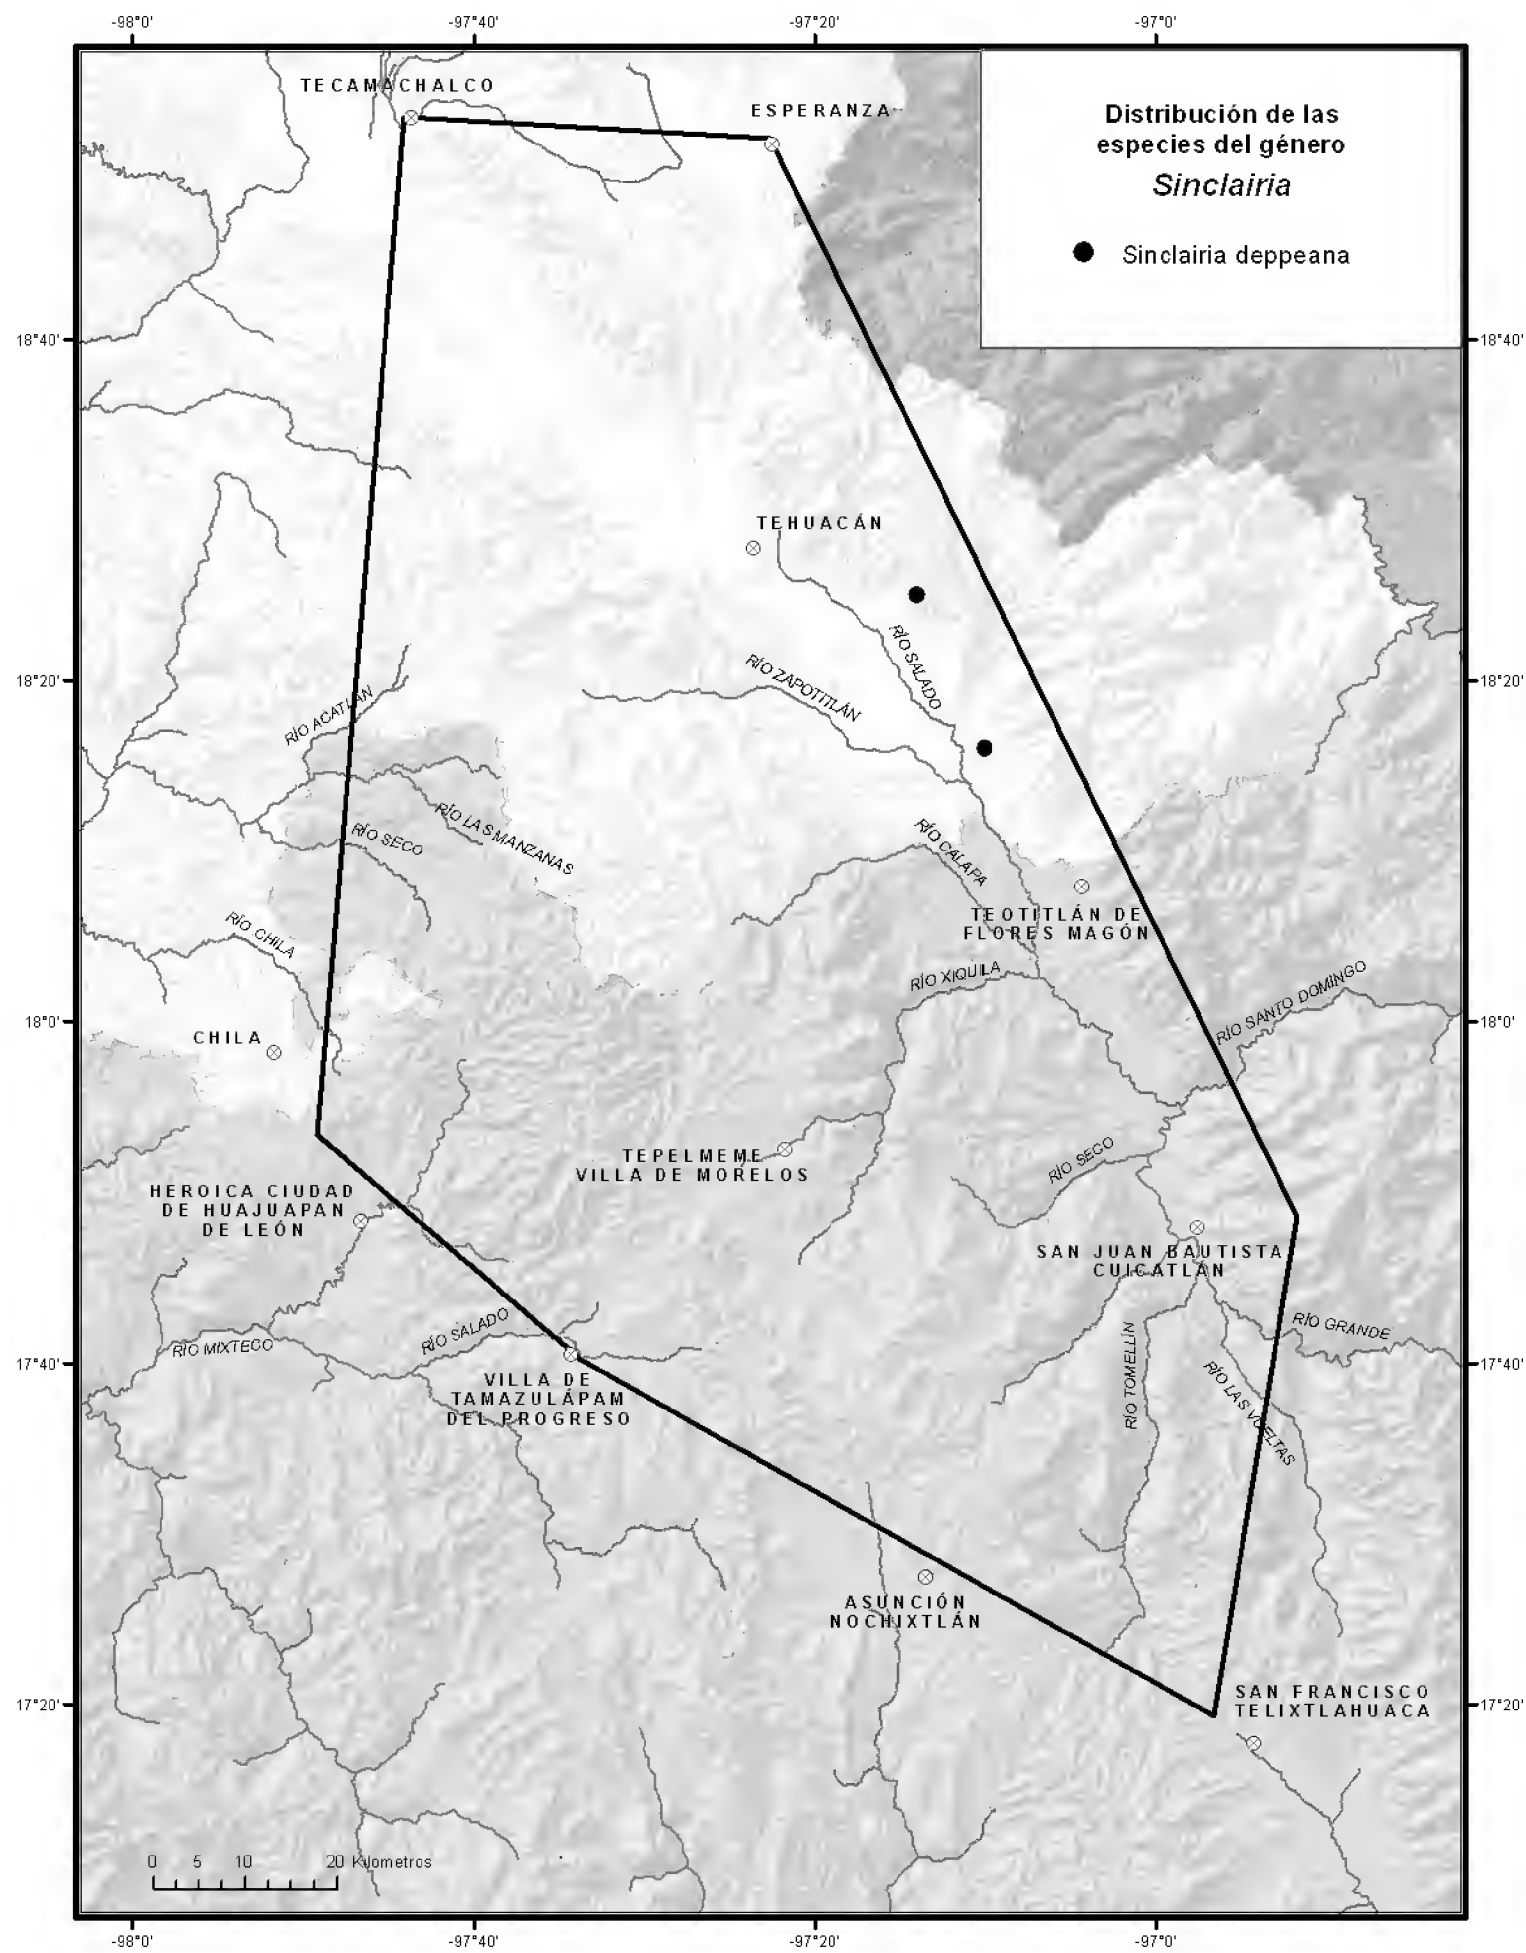 -98°0' -97°40' -97°20' -97°0'
TECAMACHALCO
ESPERANZA
Distribución de las
especies del género
Sinclairia
Sinclairia deppeana
18°40' 18°40'
TEHUACÁN
RÍO SALADO
RÍO ZAPOTITLÁN
18°20' 18°20'
RÍO ACATLÁN
RÍO LAS MANZANAS
RÍO SECO
RÍO CALAPA
TEOTITLÁN DE
FLORES MAGÓN
RÍO CHILA
RÍO XIQUILA
RÍO SANTO DOMINGO
18°0' 18°0'
CHILA
TEPELMEME
VILLA DE MORELOS
RÍO SECO
HEROICA CIUDAD
DE HUAJUAPAN
DE LEÓN
SAN JUAN BAUTISTA
CUICATLÁN
RÍO SALADO
RÍO MIXTECO
RÍO GRANDE
RÍO TOMELLÍN
RÍO LAS VUELTAS
17°40' 17°40'
VILLA DE
TAMAZULÁPAM
DEL PROGRESO
ASUNCIÓN
NOCHIXTLÁN
SAN FRANCISCO
TELIXTLAHUACA
17°20' 17°20'
0 5 10 20 Kilometros
-98°0' -97°40' -97°20' -97°0'